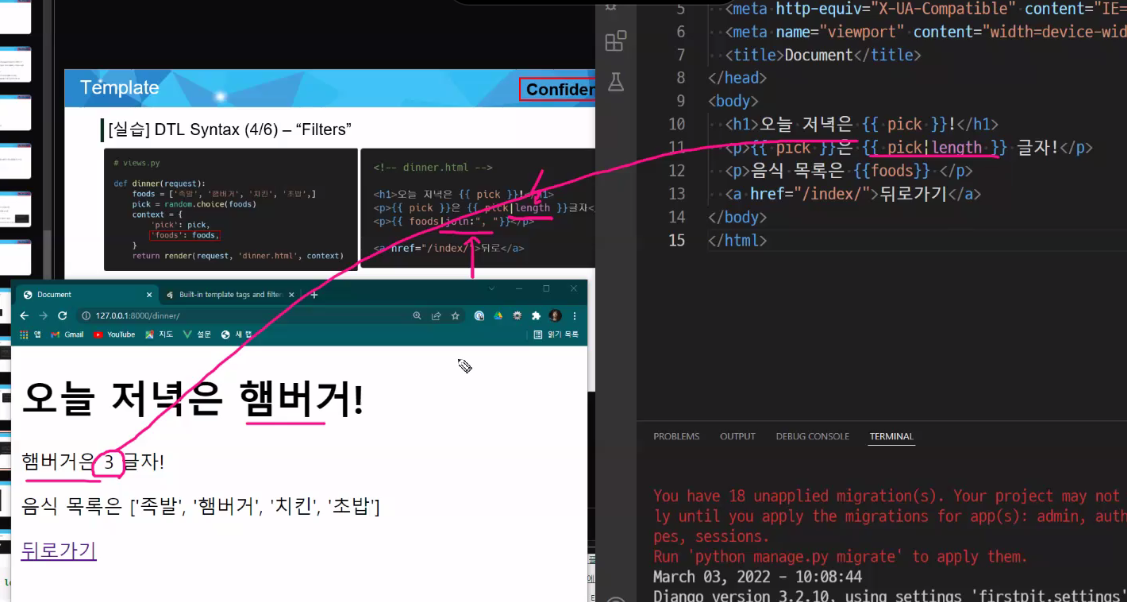 Template
Confiden
[실습] DTL Syntax (4/6) – “Filters”
# views.py
def dinner(request):
foods = ['족발', '햄버거', '치킨', '초밥',]
pick = random.choice(foods)
context = {
'pick': pick,
'foods': foods,
}
return render(request, 'dinner.html', context)
<!-- dinner.html -->
<h1>오늘 저녁은 {{ pick }}!</h1>
<p>{{ pick }}은 {{ pick|length }}글자<
<p>{{ foods|join:", "}}</p>
<a href="/index/">뒤로</a>
Document
Built-in template tags and filter
127.0.0.1:8000/dinner/
앱 Gmail YouTube 지도 설문 새 탭 읽기 목록
오늘 저녁은 햄버거!
햄버거은 3 글자!
음식 목록은 ['족발', '햄버거', '치킨', '초밥']
뒤로가기
5 <meta http-equiv="X-UA-Compatible" content="IE=
6 <meta name="viewport" content="width=device-wid
7 <title>Document</title>
8 </head>
9 <body>
10 <h1>오늘 저녁은 {{ pick }}!</h1>
11 <p>{{ pick }}은 {{ pick|length }} 글자!</p>
12 <p>음식 목록은 {{foods}} </p>
13 <a href="/index/">뒤로가기</a>
14 </body>
15 </html>
PROBLEMS OUTPUT DEBUG CONSOLE TERMINAL
You have 18 unapplied migration(s). Your project may not
ly until you apply the migrations for app(s): admin, auth
pes, sessions.
Run 'python manage.py migrate' to apply them.
March 03, 2022 - 10:08:44
Django version 3.2.10, using settings 'firstpjt.settings'